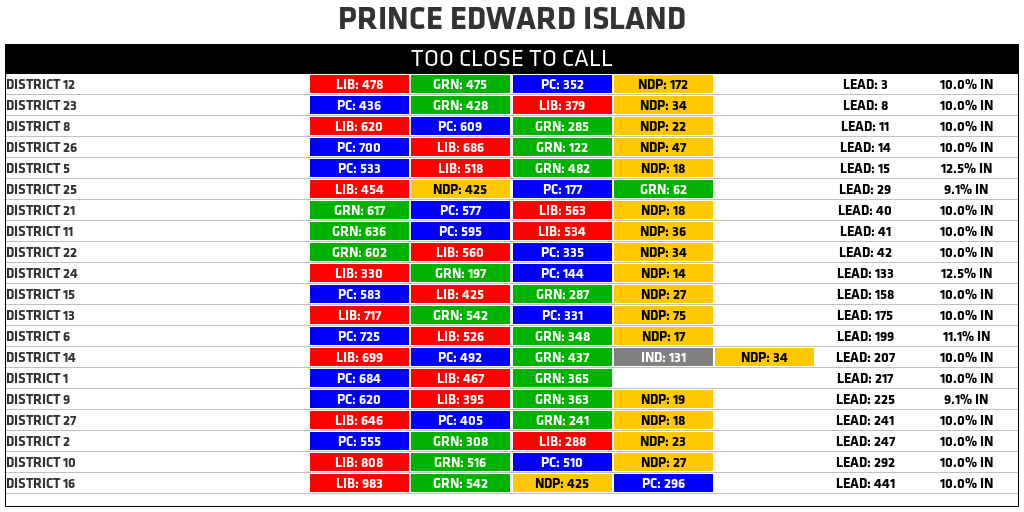 PRINCE EDWARD ISLAND
TOO CLOSE TO CALL
DISTRICT 12 LIB: 478 GRN: 475 PC: 352 NDP: 172 LEAD: 3 10.0% IN
DISTRICT 23 PC: 436 GRN: 428 LIB: 379 NDP: 34 LEAD: 8 10.0% IN
DISTRICT 8 LIB: 620 PC: 609 GRN: 285 NDP: 22 LEAD: 11 10.0% IN
DISTRICT 26 PC: 700 LIB: 686 GRN: 122 NDP: 47 LEAD: 14 10.0% IN
DISTRICT 5 PC: 533 LIB: 518 GRN: 482 NDP: 18 LEAD: 15 12.5% IN
DISTRICT 25 LIB: 454 NDP: 425 PC: 177 GRN: 62 LEAD: 29 9.1% IN
DISTRICT 21 GRN: 617 PC: 577 LIB: 563 NDP: 18 LEAD: 40 10.0% IN
DISTRICT 11 GRN: 636 PC: 595 LIB: 534 NDP: 36 LEAD: 41 10.0% IN
DISTRICT 22 GRN: 602 LIB: 560 PC: 335 NDP: 34 LEAD: 42 10.0% IN
DISTRICT 24 LIB: 330 GRN: 197 PC: 144 NDP: 14 LEAD: 133 12.5% IN
DISTRICT 15 PC: 583 LIB: 425 GRN: 287 NDP: 27 LEAD: 158 10.0% IN
DISTRICT 13 LIB: 717 GRN: 542 PC: 331 NDP: 75 LEAD: 175 10.0% IN
DISTRICT 6 PC: 725 LIB: 526 GRN: 348 NDP: 17 LEAD: 199 11.1% IN
DISTRICT 14 LIB: 699 PC: 492 GRN: 437 IND: 131 NDP: 34 LEAD: 207 10.0% IN
DISTRICT 1 PC: 684 LIB: 467 GRN: 365 LEAD: 217 10.0% IN
DISTRICT 9 PC: 620 LIB: 395 GRN: 363 NDP: 19 LEAD: 225 9.1% IN
DISTRICT 27 LIB: 646 PC: 405 GRN: 241 NDP: 18 LEAD: 241 10.0% IN
DISTRICT 2 PC: 555 GRN: 308 LIB: 288 NDP: 23 LEAD: 247 10.0% IN
DISTRICT 10 LIB: 808 GRN: 516 PC: 510 NDP: 27 LEAD: 292 10.0% IN
DISTRICT 16 LIB: 983 GRN: 542 NDP: 425 PC: 296 LEAD: 441 10.0% IN